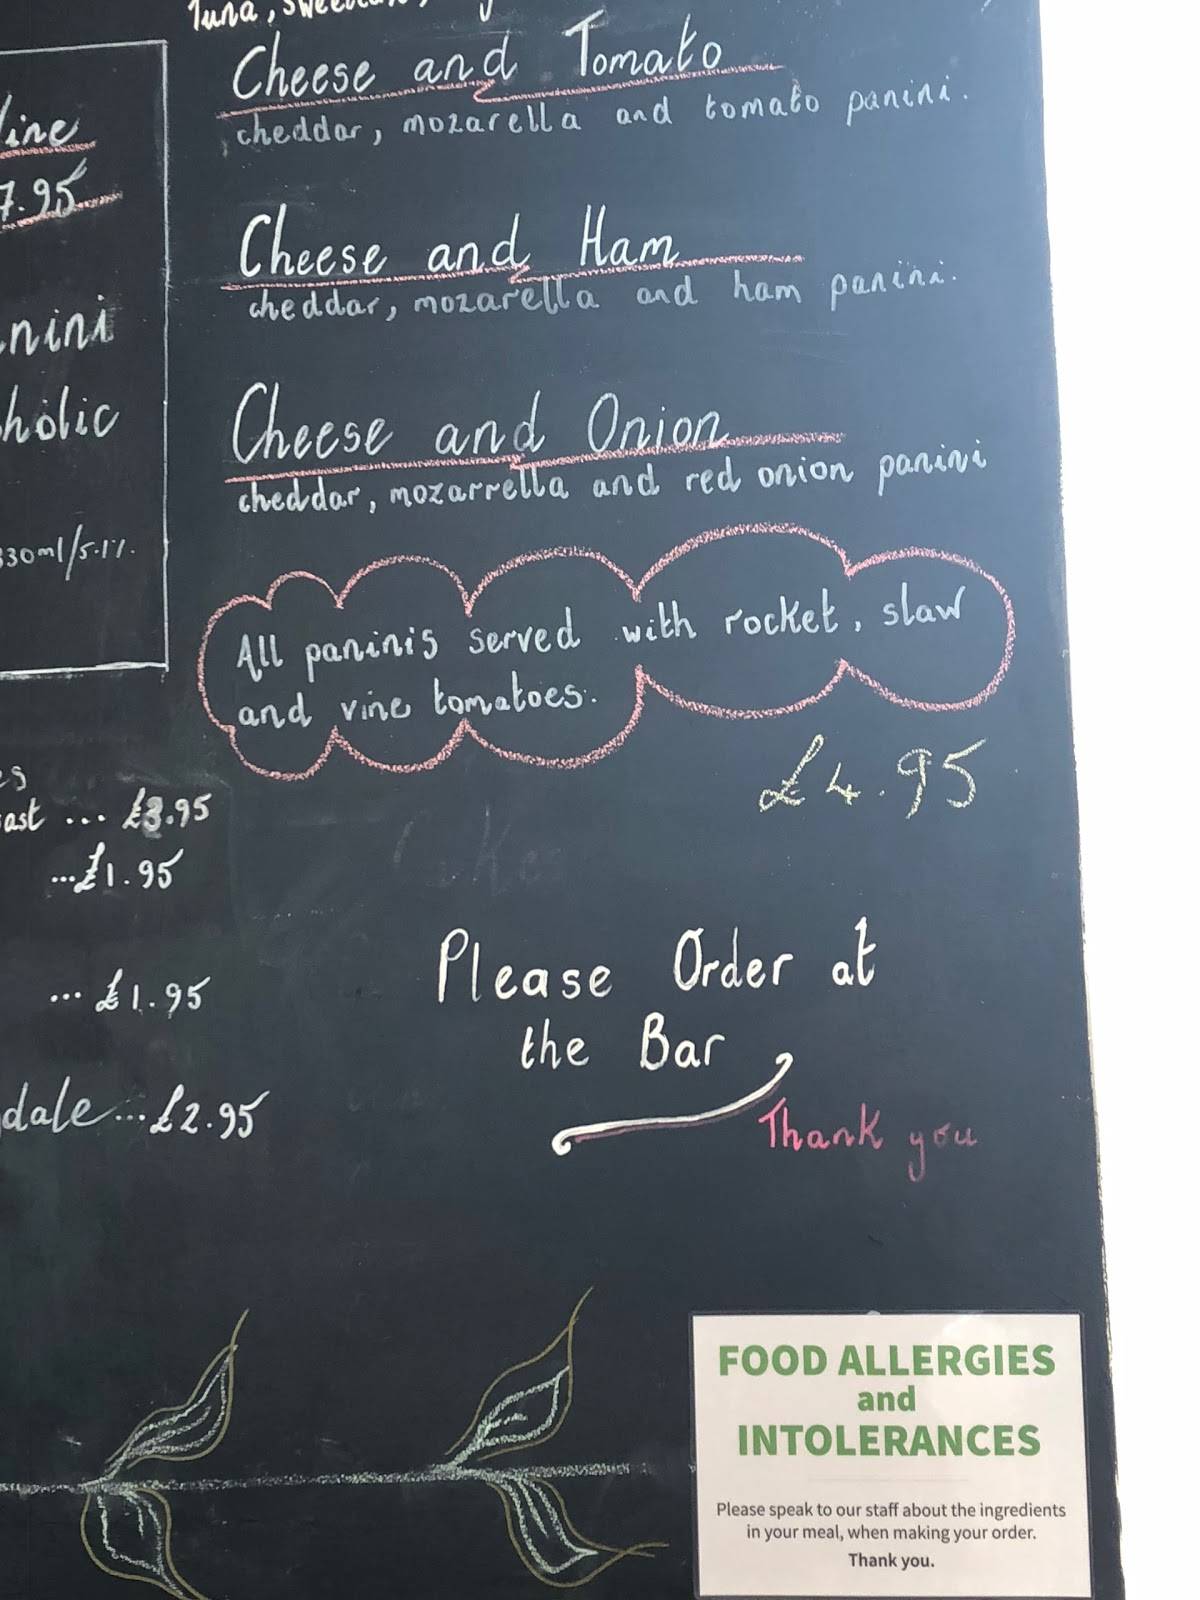 Tuna,
Cheese and Tomato
cheddar, mozarella and tomato panini.
Cheese and Ham
cheddar, mozarella and ham panini.
Cheese and Onion
cheddar, mozarrella and red onion panini
All paninis served with rocket, slaw
and vine tomatoes.
£4.95
Please Order at
the Bar
Thank you
7.95
330ml/5.1%.
... £3.95
...£1.95
... £1.95
dale...£2.95
FOOD ALLERGIES
and
INTOLERANCES
Please speak to our staff about the ingredients
in your meal, when making your order.
Thank you.